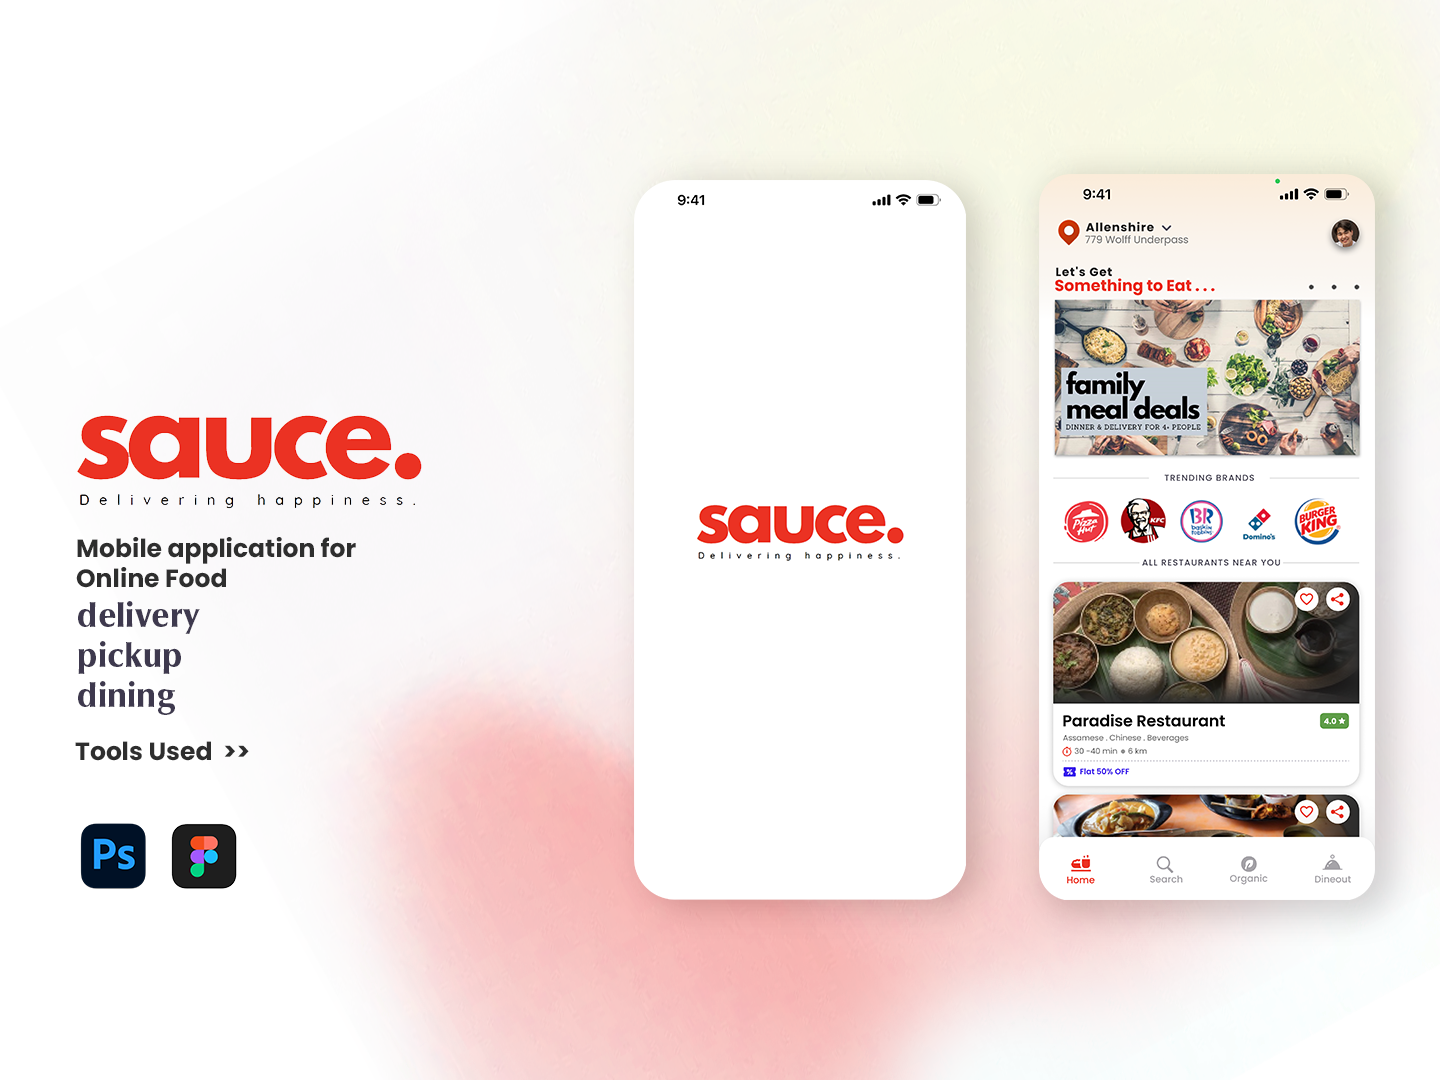 sauce.
Delivering happiness.
Mobile application for
Online Food
delivery
pickup
dining
Tools Used >>
Ps
9:41
sauce.
Delivering happiness.
9:41
Allenshire
779 Wolff Underpass
Let's Get
Something to Eat . . .
family
meal deals
DINNER & DELIVERY FOR 4+ PEOPLE
TRENDING BRANDS
Pizza Hut
KFC
BR baskin robbins
Domino's
BURGER KING
ALL RESTAURANTS NEAR YOU
Paradise Restaurant
4.0 ★
Assamese . Chinese . Beverages
30 -40 min ● 6 km
Flat 50% OFF
Home
Search
Organic
Dineout